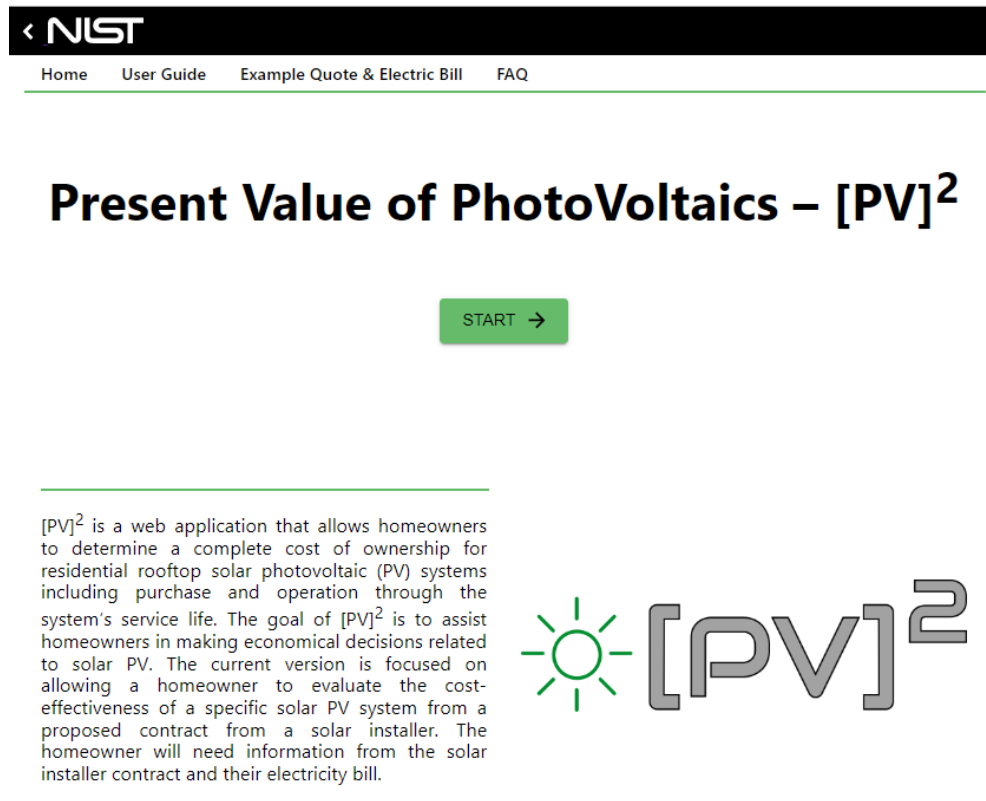 NIST
Home User Guide Example Quote & Electric Bill FAQ
Present Value of PhotoVoltaics – [PV]²
START
[PV]² is a web application that allows homeowners
to determine a complete cost of ownership for
residential rooftop solar photovoltaic (PV) systems
including purchase and operation through the
system's service life. The goal of [PV]² is to assist
homeowners in making economical decisions related
to solar PV. The current version is focused on
allowing a homeowner to evaluate the cost-
effectiveness of a specific solar PV system from a
proposed contract from a solar installer. The
homeowner will need information from the solar
installer contract and their electricity bill.
[PV]²